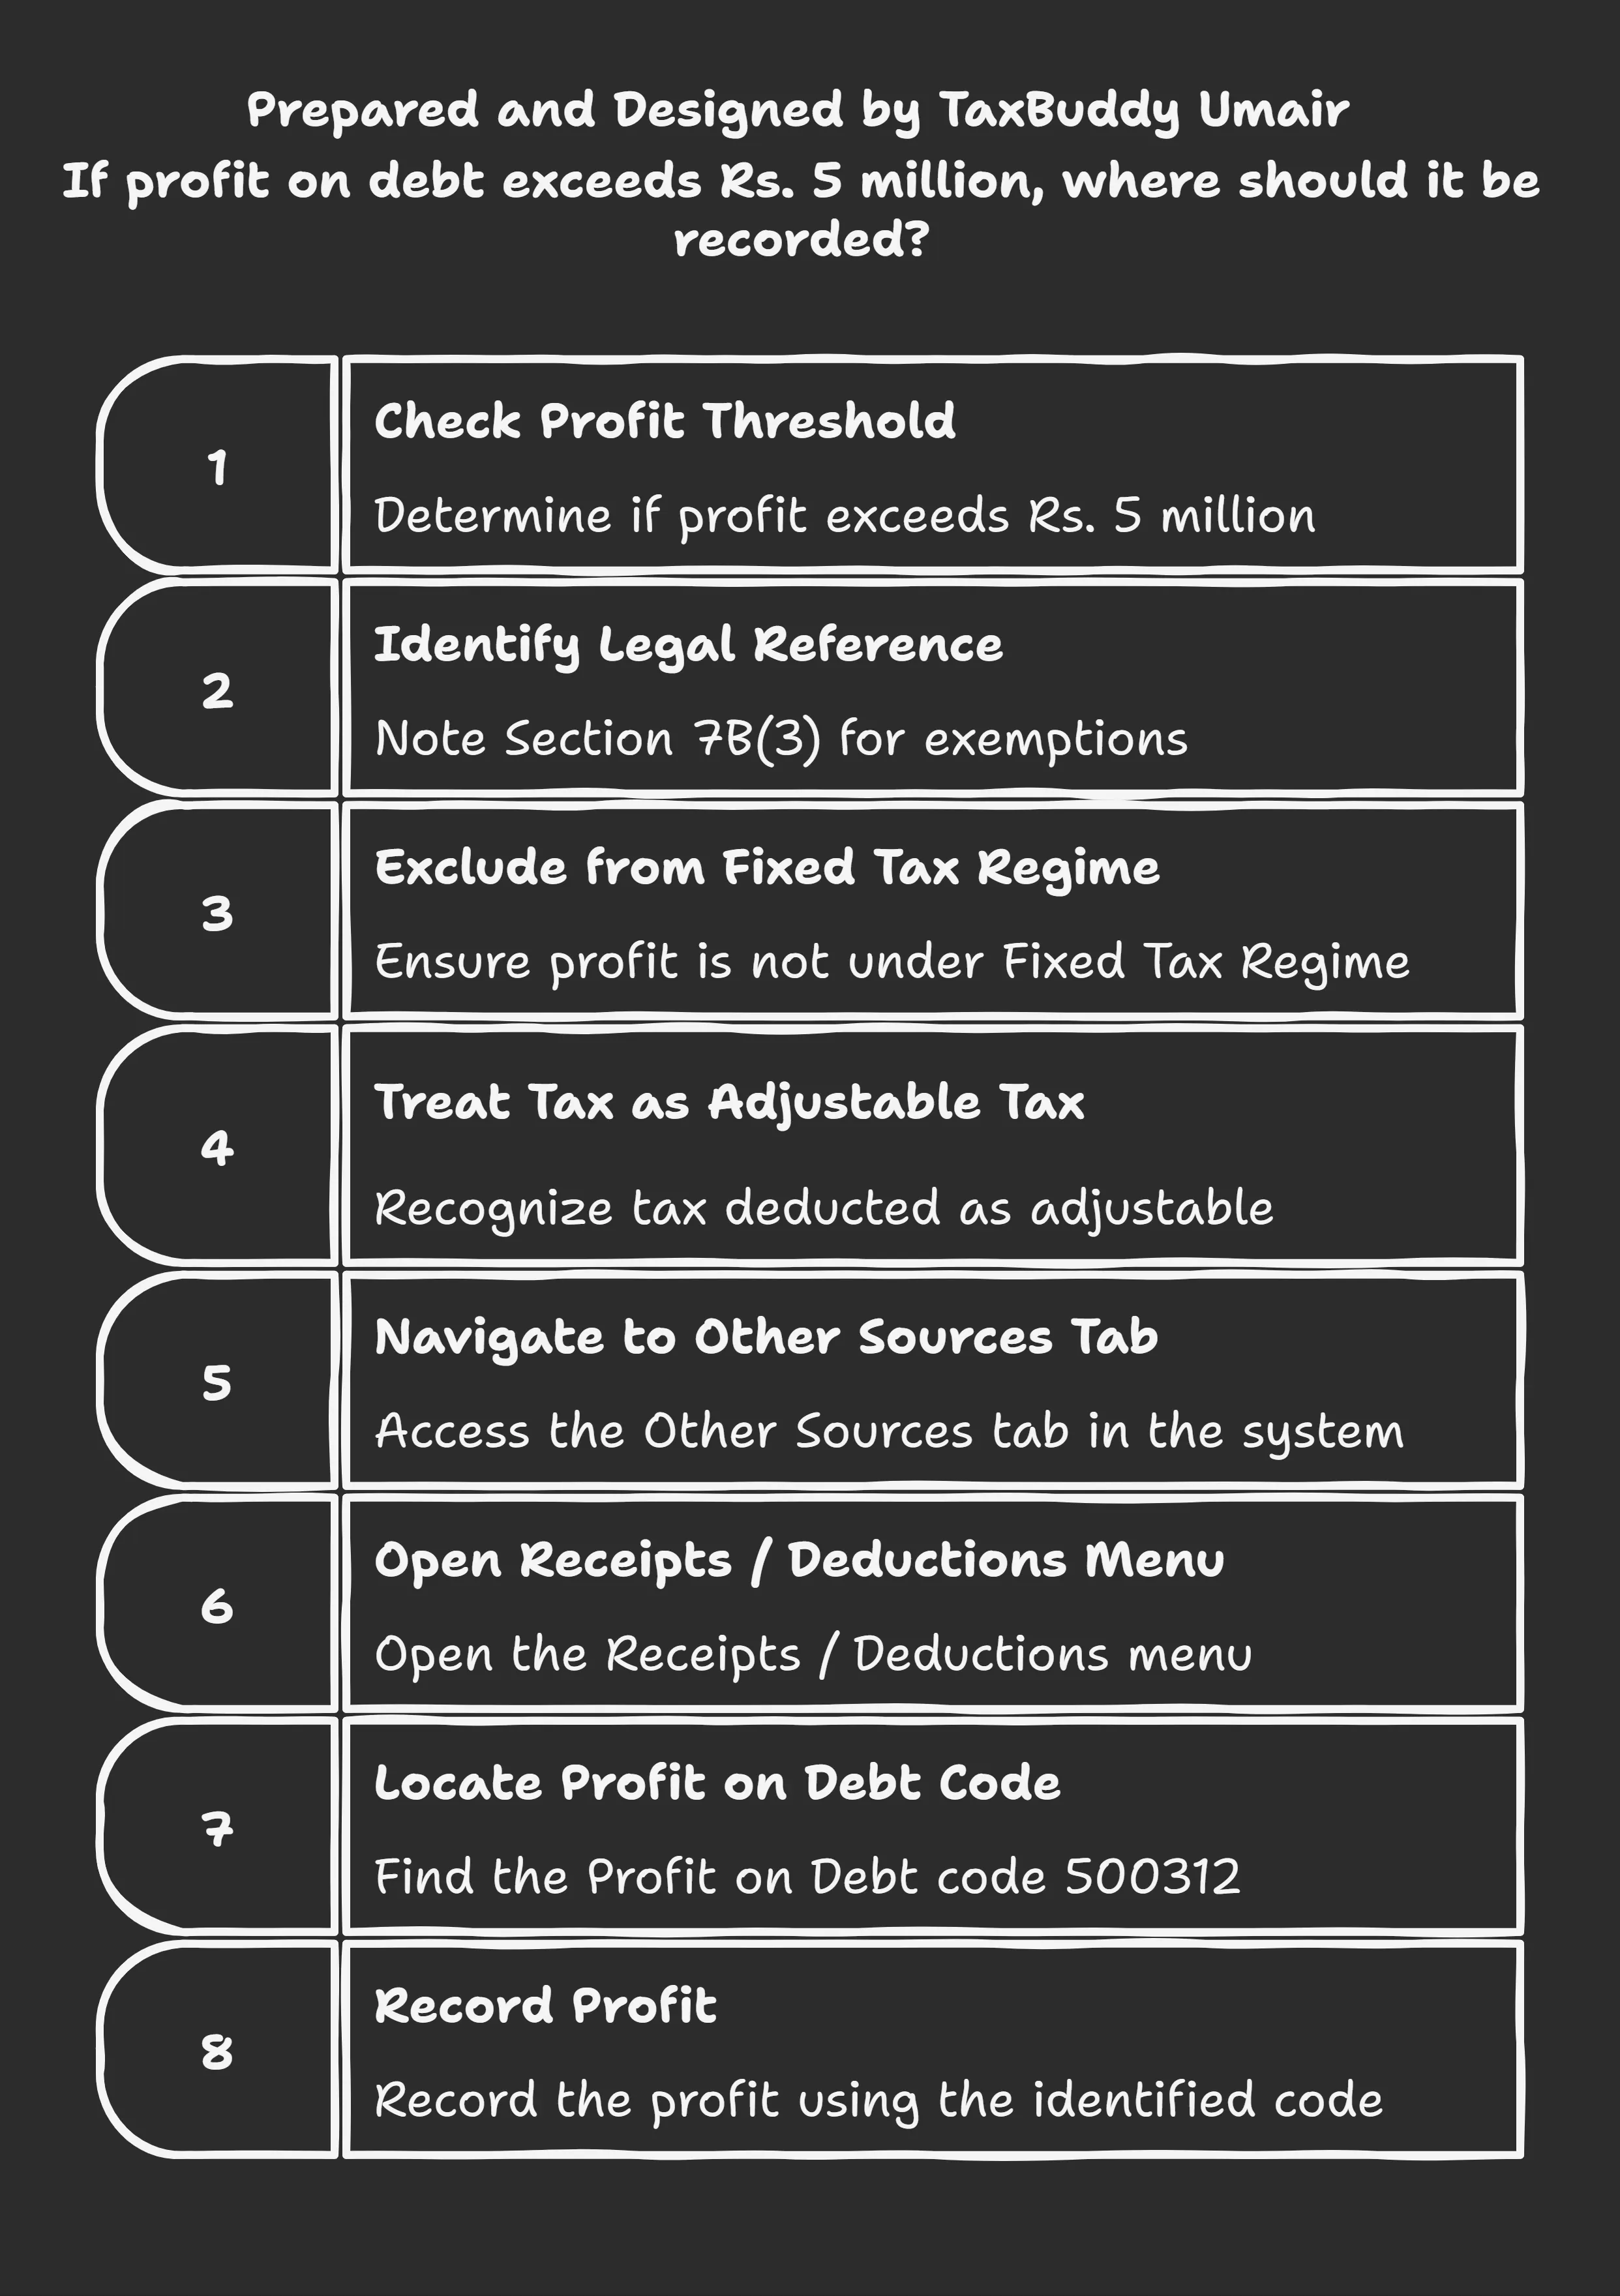 Prepared and Designed by TaxBuddy Umair
If profit on debt exceeds Rs. 5 million, where should it be
recorded?
1
Check Profit Threshold
Determine if profit exceeds Rs. 5 million
2
Identify Legal Reference
Note Section 7B(3) for exemptions
3
Exclude from Fixed Tax Regime
Ensure profit is not under Fixed Tax Regime
4
Treat Tax as Adjustable Tax
Recognize tax deducted as adjustable
5
Navigate to Other Sources Tab
Access the Other Sources tab in the system
6
Open Receipts / Deductions Menu
Open the Receipts / Deductions menu
7
Locate Profit on Debt Code
Find the Profit on Debt code 500312
8
Record Profit
Record the profit using the identified code